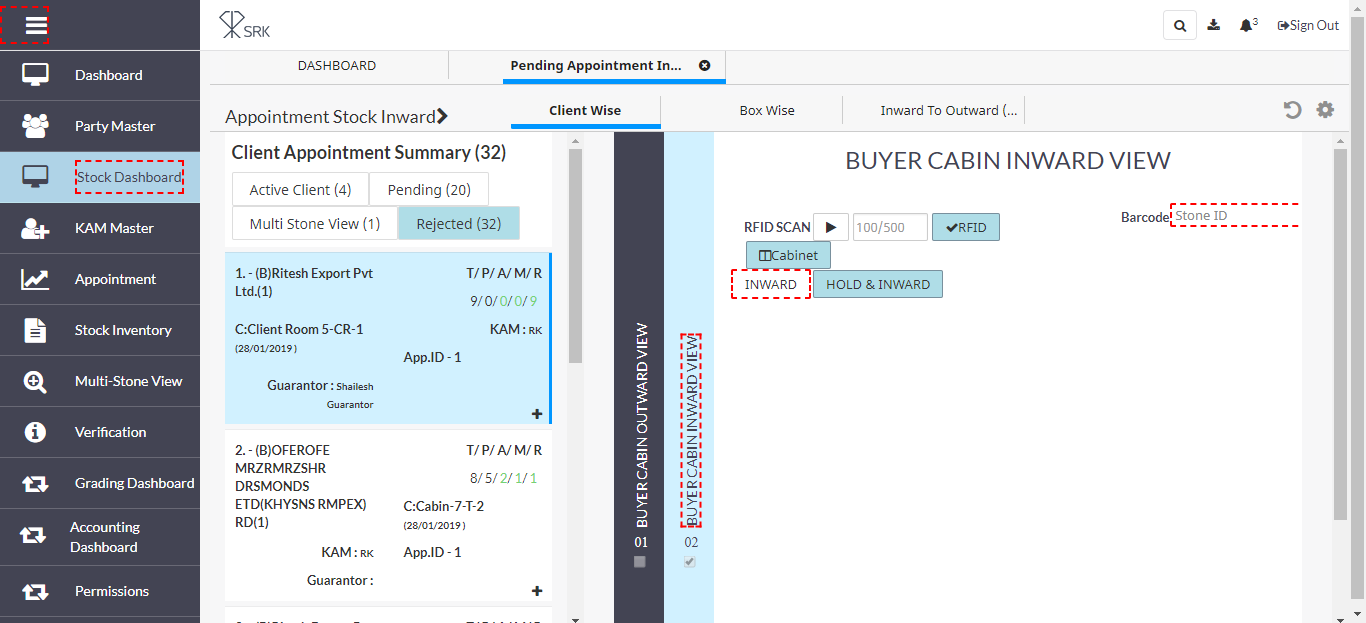 SRK
3
Sign Out
Dashboard
Party Master
Stock Dashboard
KAM Master
Appointment
Stock Inventory
Multi-Stone View
Verification
Grading Dashboard
Accounting
Dashboard
Permissions
DASHBOARD
Pending Appointment In...
Appointment Stock Inward
Client Wise
Box Wise
Inward To Outward (...
Client Appointment Summary (32)
Active Client (4)
Pending (20)
Multi Stone View (1)
Rejected (32)
1. - (B)Ritesh Export Pvt
Ltd.(1)
T/ P/ A/ M/ R
9/ 0/ 0/ 0/ 9
C:Client Room 5-CR-1
(28/01/2019 )
KAM : RK
App.ID - 1
Guarantor : Shailesh
Guarantor
2. - (B)OFEROFE
MRZRMRZSHR
DRSMONDS
ETD(KHYSNS RMPEX)
RD(1)
T/ P/ A/ M/ R
8/ 5/ 2/ 1/ 1
C:Cabin-7-T-2
(28/01/2019 )
KAM : RK
App.ID - 1
Guarantor :
BUYER CABIN OUTWARD VIEW
01
BUYER CABIN INWARD VIEW
02
BUYER CABIN INWARD VIEW
Barcode
Stone ID
RFID SCAN
100/500
RFID
Cabinet
INWARD
HOLD & INWARD